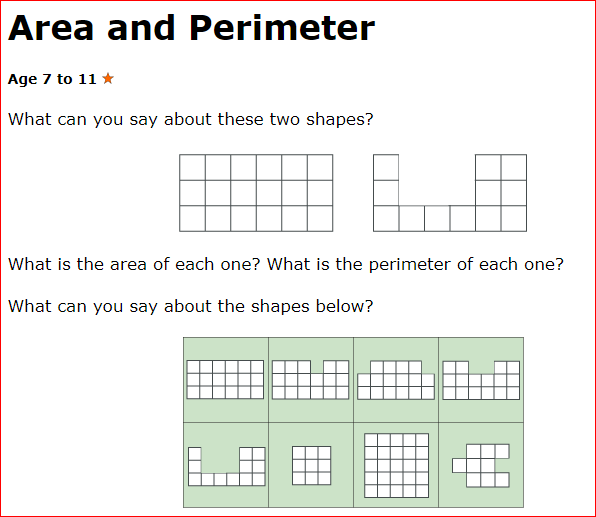 Area and Perimeter
Age 7 to 11
What can you say about these two shapes?
What is the area of each one? What is the perimeter of each one?
What can you say about the shapes below?